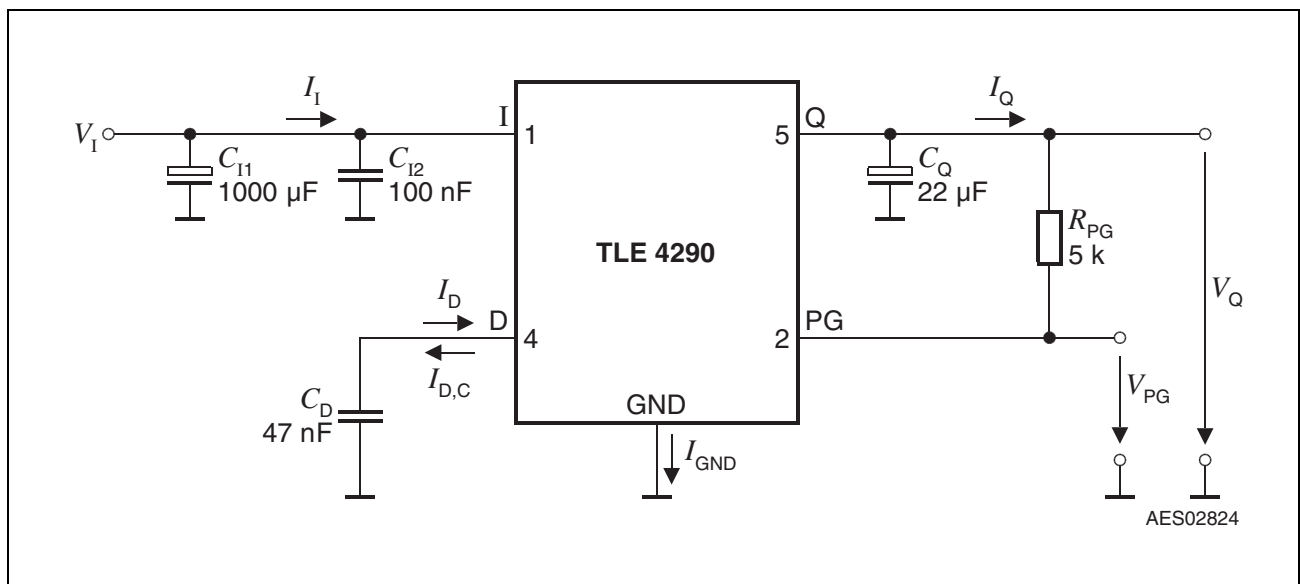 V_I
I_I
I
1
C_I1
1000 µF
C_I2
100 nF
TLE 4290
Q
5
I_Q
C_Q
22 µF
R_PG
5 k
V_Q
I_D
D
4
I_D,C
C_D
47 nF
GND
I_GND
PG
2
V_PG
AES02824